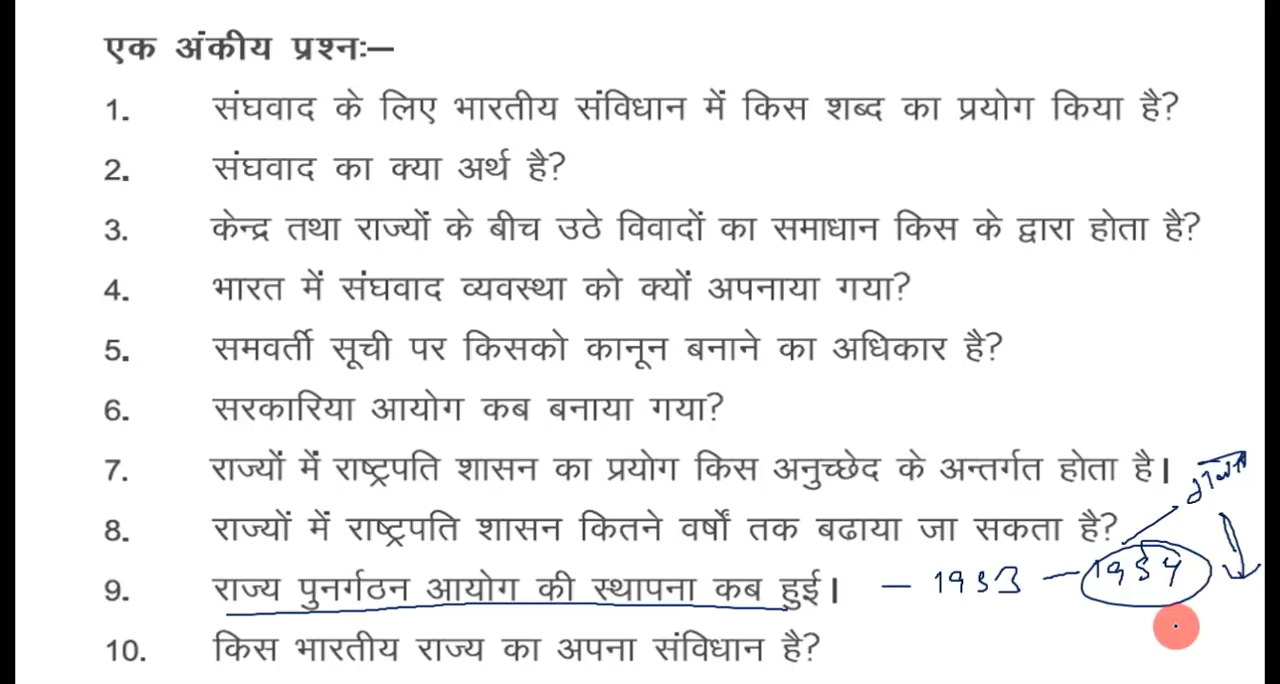 एक अंकीय प्रश्नः–
1. संघवाद के लिए भारतीय संविधान में किस शब्द का प्रयोग किया है?
2. संघवाद का क्या अर्थ है?
3. केन्द्र तथा राज्यों के बीच उठे विवादों का समाधान किस के द्वारा होता है?
4. भारत में संघवाद व्यवस्था को क्यों अपनाया गया?
5. समवर्ती सूची पर किसको कानून बनाने का अधिकार है?
6. सरकारिया आयोग कब बनाया गया?
7. राज्यों में राष्ट्रपति शासन का प्रयोग किस अनुच्छेद के अन्तर्गत होता है।
8. राज्यों में राष्ट्रपति शासन कितने वर्षों तक बढाया जा सकता है?
9. राज्य पुनर्गठन आयोग की स्थापना कब हुई। – 1953 – 1954
10. किस भारतीय राज्य का अपना संविधान है?